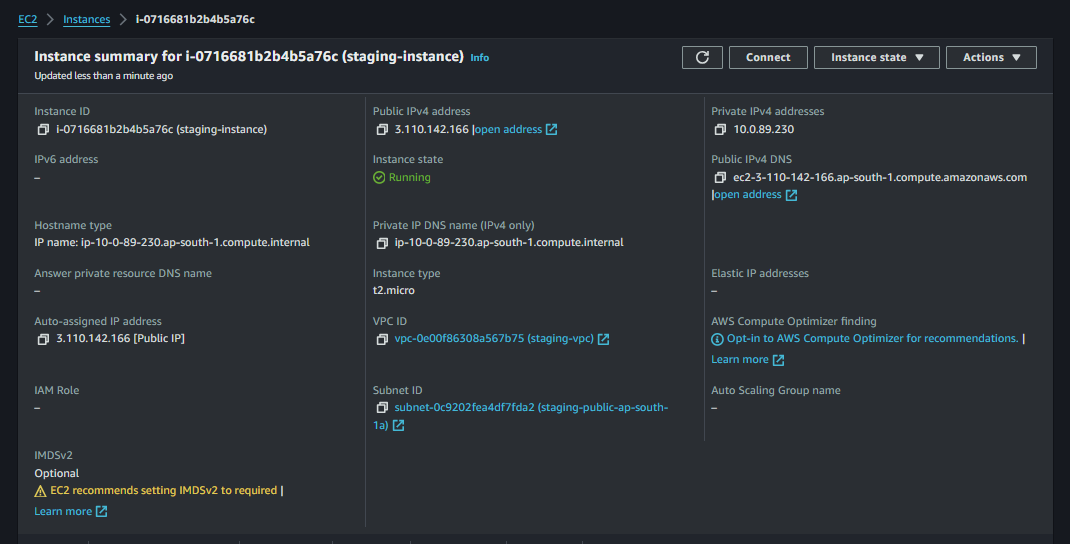 EC2 > Instances > i-0716681b2b4b5a76c
Instance summary for i-0716681b2b4b5a76c (staging-instance) Info
Updated less than a minute ago
Connect
Instance state
Actions
Instance ID
i-0716681b2b4b5a76c (staging-instance)
Public IPv4 address
3.110.142.166 |open address
Private IPv4 addresses
10.0.89.230
IPv6 address
–
Instance state
Running
Public IPv4 DNS
ec2-3-110-142-166.ap-south-1.compute.amazonaws.com
|open address
Hostname type
IP name: ip-10-0-89-230.ap-south-1.compute.internal
Private IP DNS name (IPv4 only)
ip-10-0-89-230.ap-south-1.compute.internal
Answer private resource DNS name
–
Instance type
t2.micro
Elastic IP addresses
–
Auto-assigned IP address
3.110.142.166 [Public IP]
VPC ID
vpc-0e00f86308a567b75 (staging-vpc)
AWS Compute Optimizer finding
Opt-in to AWS Compute Optimizer for recommendations. |
Learn more
IAM Role
–
Subnet ID
subnet-0c9202fea4df7fda2 (staging-public-ap-south-
1a)
Auto Scaling Group name
–
IMDSv2
Optional
EC2 recommends setting IMDSv2 to required |
Learn more